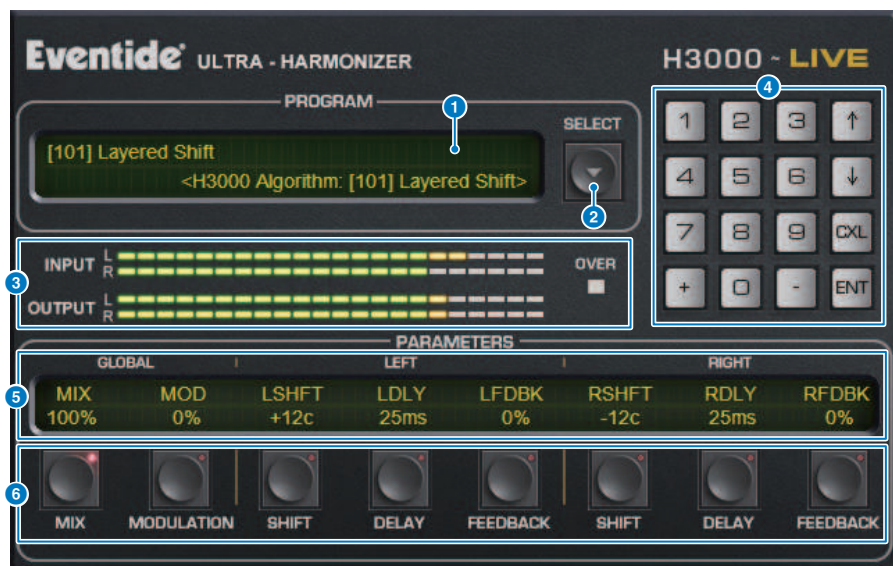 Eventide® ULTRA - HARMONIZER
H3000 ~ LIVE
PROGRAM
1
SELECT
[101] Layered Shift
<H3000 Algorithm: [101] Layered Shift>
2
4
1 2 3 ↑
4 5 6 ↓
7 8 9 CXL
+ 0 - ENT
3
INPUT L
R
OVER
OUTPUT L
R
PARAMETERS
GLOBAL LEFT RIGHT
5
MIX MOD LSHFT LDLY LFDBK RSHFT RDLY RFDBK
100% 0% +12c 25ms 0% -12c 25ms 0%
6
MIX MODULATION SHIFT DELAY FEEDBACK SHIFT DELAY FEEDBACK